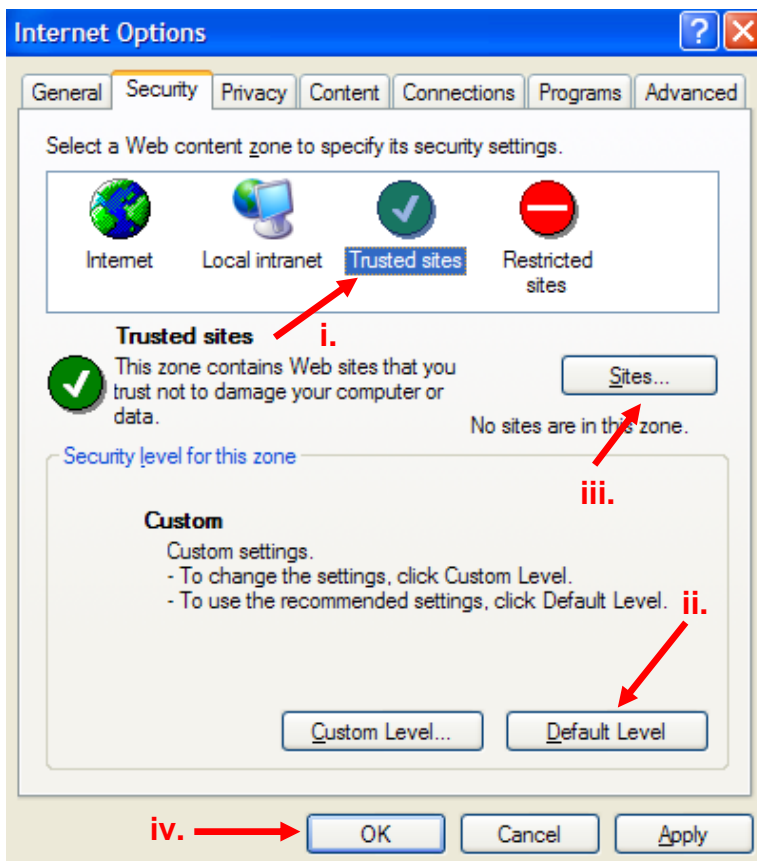 Internet Options
?
General Security Privacy Content Connections Programs Advanced
Select a Web content zone to specify its security settings.
Internet Local intranet Trusted sites Restricted
sites
i.
Trusted sites
This zone contains Web sites that you
trust not to damage your computer or
data.
Sites...
No sites are in this zone.
iii.
Security level for this zone
Custom
Custom settings.
- To change the settings, click Custom Level.
- To use the recommended settings, click Default Level.
ii.
Custom Level... Default Level
iv.
OK Cancel Apply